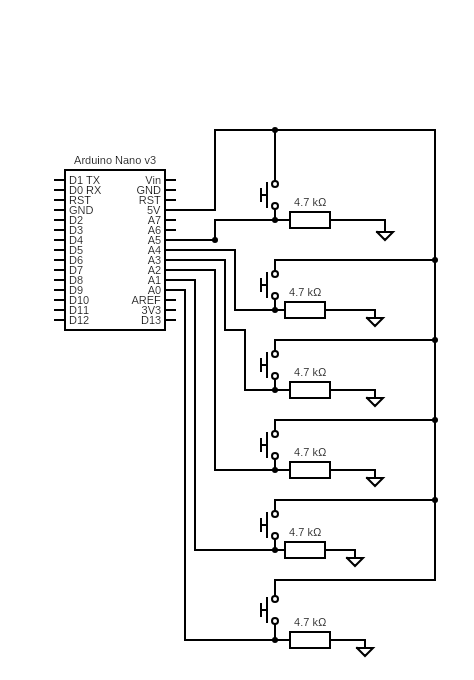 Arduino Nano v3
D1 TX Vin
D0 RX GND
RST RST
GND 5V
D2 A7
D3 A6
D4 A5
D5 A4
D6 A3
D7 A2
D8 A1
D9 A0
D10 AREF
D11 3V3
D12 D13
4.7 kΩ
4.7 kΩ
4.7 kΩ
4.7 kΩ
4.7 kΩ
4.7 kΩ